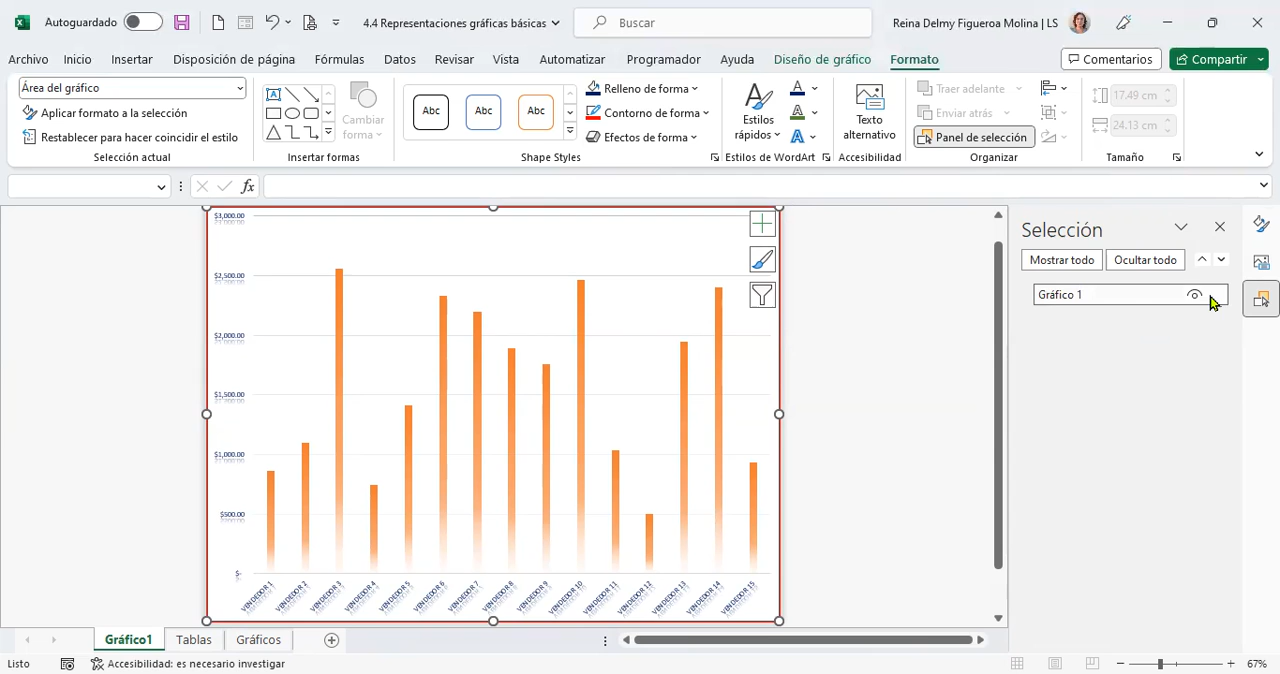 Autoguardado
4.4 Representaciones gráficas básicas
Buscar
Reina Delmy Figueroa Molina | LS
Archivo Inicio Insertar Disposición de página Fórmulas Datos Revisar Vista Automatizar Programador Ayuda Diseño de gráfico Formato
Comentarios
Compartir
Área del gráfico
Aplicar formato a la selección
Restablecer para hacer coincidir el estilo
Selección actual
Cambiar
forma
Insertar formas
Abc Abc Abc
Relleno de forma
Contorno de forma
Efectos de forma
Shape Styles
Estilos
rápidos
Estilos de WordArt
Texto
alternativo
Accesibilidad
Traer adelante
Enviar atrás
Panel de selección
Organizar
17.49 cm
24.13 cm
Tamaño
fx
$3,000.00
$2,500.00
$2,000.00
$1,500.00
$1,000.00
$500.00
$-
VENDEDOR 1
VENDEDOR 2
VENDEDOR 3
VENDEDOR 4
VENDEDOR 5
VENDEDOR 6
VENDEDOR 7
VENDEDOR 8
VENDEDOR 9
VENDEDOR 10
VENDEDOR 11
VENDEDOR 12
VENDEDOR 13
VENDEDOR 14
VENDEDOR 15
Selección
Mostrar todo
Ocultar todo
Gráfico 1
Gráfico1 Tablas Gráficos
Listo
Accesibilidad: es necesario investigar
67%